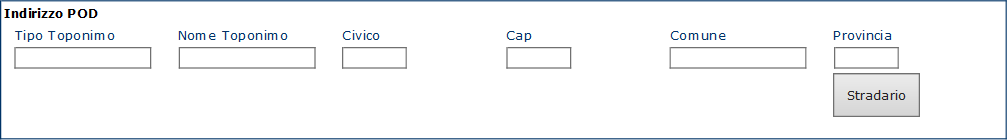 Indirizzo POD
Tipo Toponimo Nome Toponimo Civico Cap Comune Provincia
Stradario